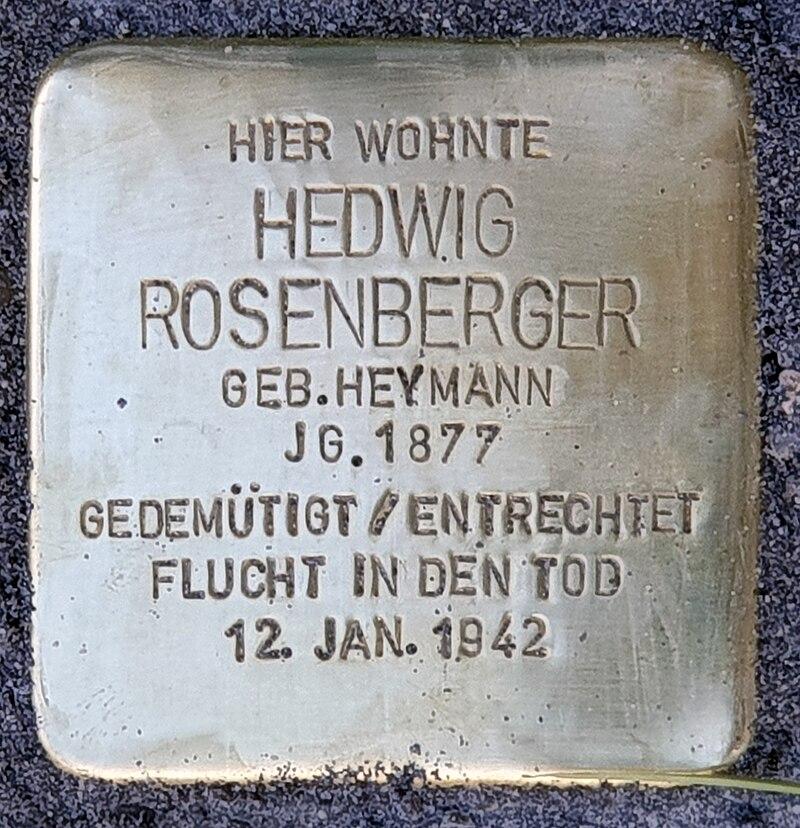 HIER WOHNTE
HEDWIG
ROSENBERGER
GEB. HEYMANN
JG. 1877
GEDEMÜTIGT / ENTRECHTET
FLUCHT IN DEN TOD
12. JAN. 1942